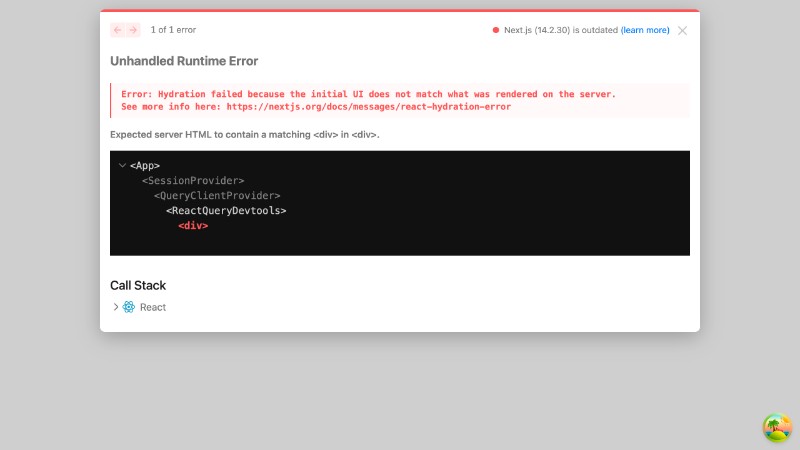 1 of 1 error
Next.js (14.2.30) is outdated (learn more)
Unhandled Runtime Error
Error: Hydration failed because the initial UI does not match what was rendered on the server.
See more info here: https://nextjs.org/docs/messages/react-hydration-error
Expected server HTML to contain a matching <div> in <div>.
<App>
<SessionProvider>
<QueryClientProvider>
<ReactQueryDevtools>
<div>
Call Stack
React